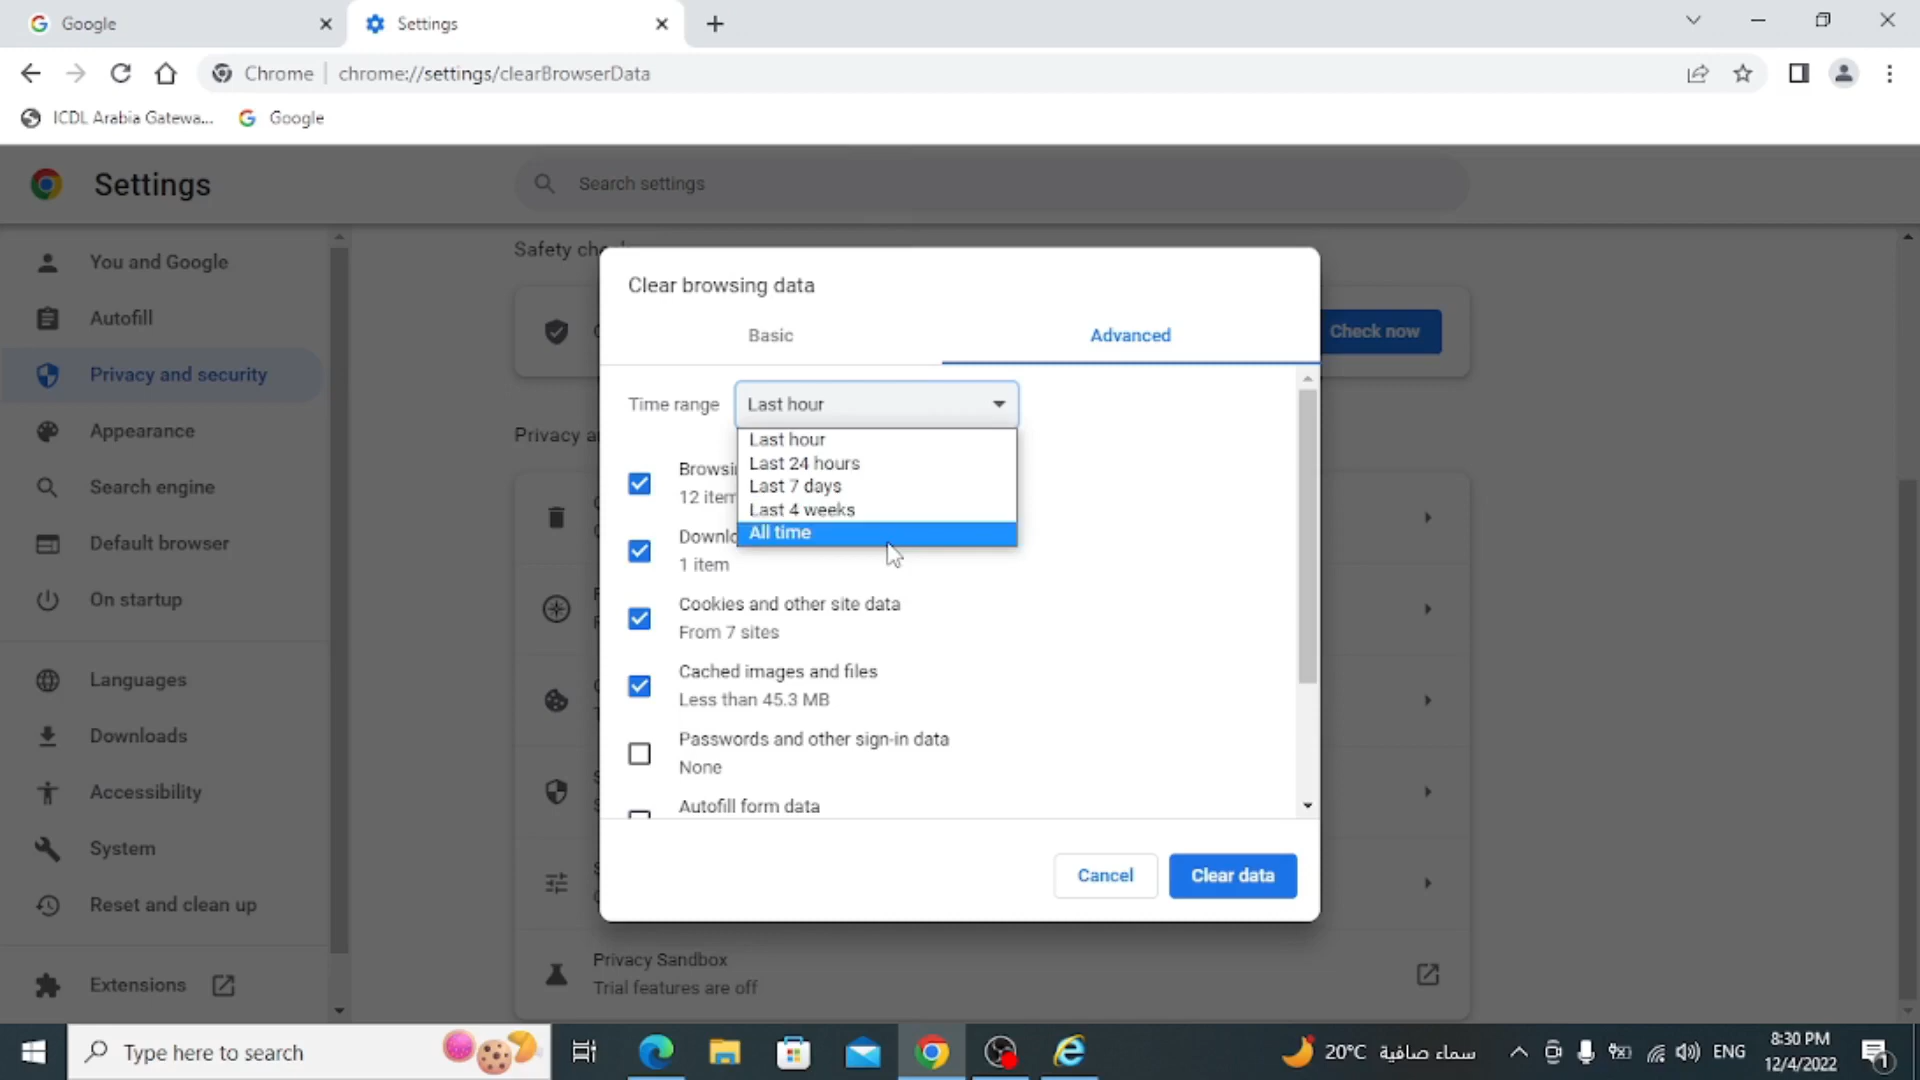 Google
Settings
Chrome | chrome://settings/clearBrowserData
ICDL Arabia Gatewa...
Google
Settings
Search settings
You and Google
Autofill
Privacy and security
Appearance
Search engine
Default browser
On startup
Languages
Downloads
Accessibility
System
Reset and clean up
Extensions
Safety
Check now
Clear browsing data
Basic
Advanced
Time range
Last hour
Last hour
Last 24 hours
Last 7 days
Last 4 weeks
All time
12
1 item
Cookies and other site data
From 7 sites
Cached images and files
Less than 45.3 MB
Passwords and other sign-in data
None
Autofill form data
Cancel
Clear data
Privacy Sandbox
Trial features are off
Type here to search
20°C سماء صافية
ENG
8:30 PM
12/4/2022
1